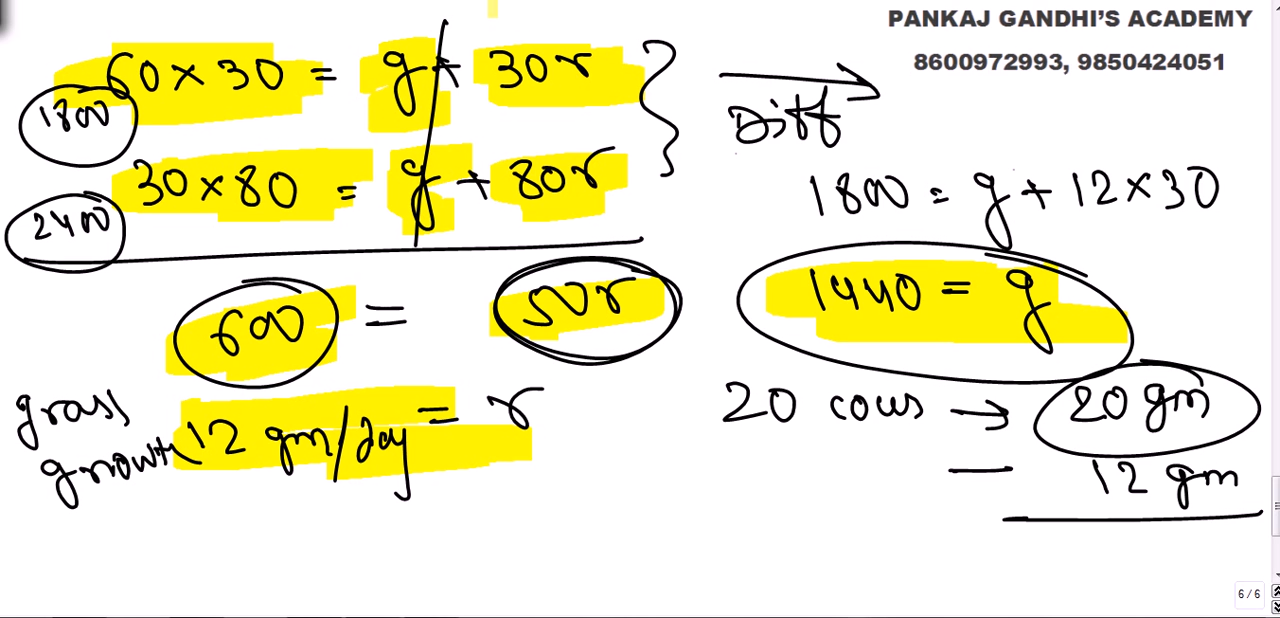 PANKAJ GANDHI'S ACADEMY
8600972993, 9850424051
60 × 30 = g + 30r
1800
30 × 80 = g + 80r
2400
Diff
600 = 50r
grass growth 12 gm/day = r
1800 = g + 12 × 30
1440 = g
20 cows → 20 gm
— 12 gm
6 / 6